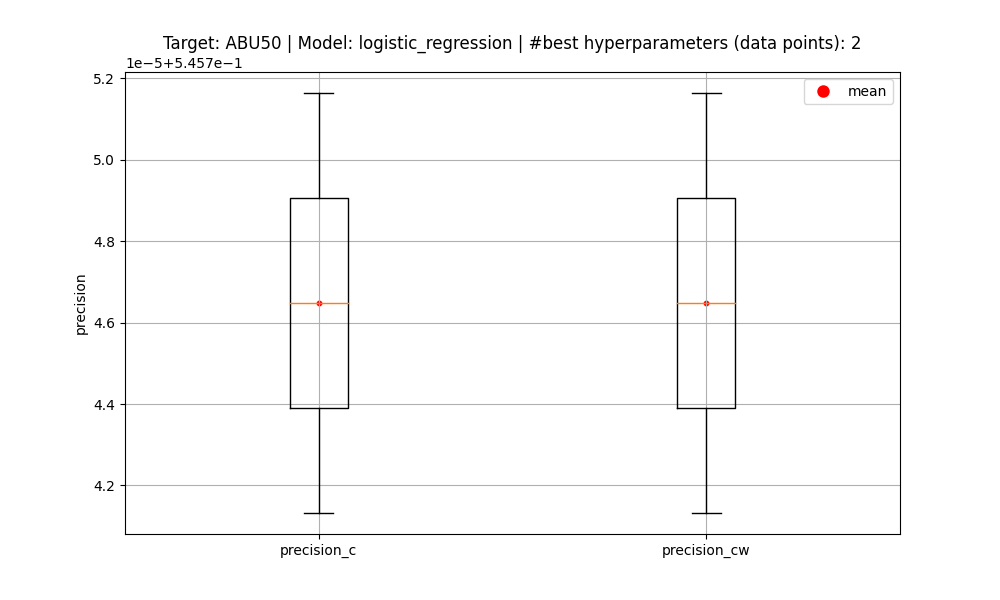 Target: ABU50 | Model: logistic_regression | #best hyperparameters (data points): 2
1e−5+5.457e−1
5.2
5.0
4.8
4.6
4.4
4.2
precision
mean
precision_c
precision_cw